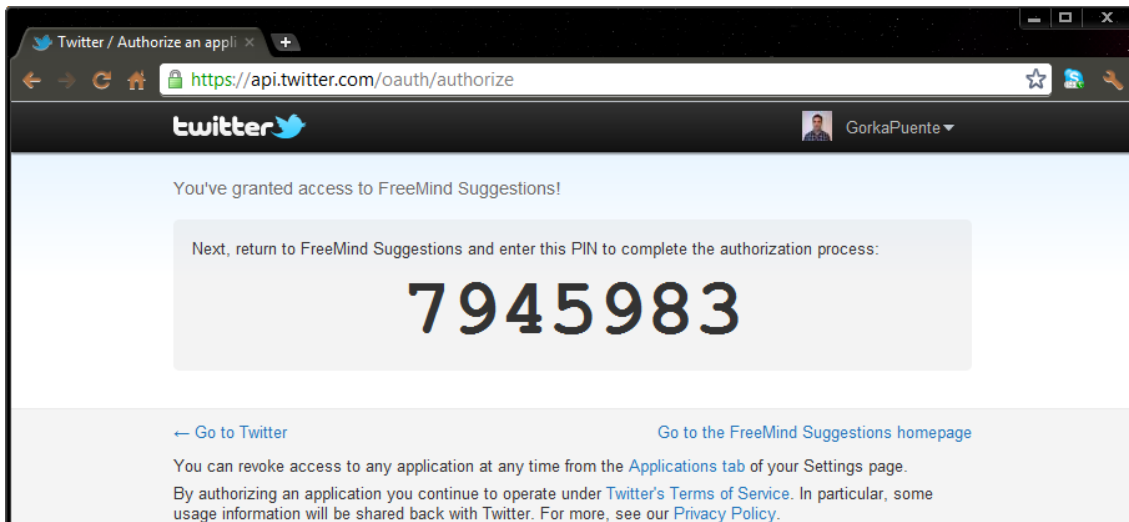 Twitter / Authorize an appli
https://api.twitter.com/oauth/authorize
twitter
GorkaPuente
You've granted access to FreeMind Suggestions!
Next, return to FreeMind Suggestions and enter this PIN to complete the authorization process:
7945983
← Go to Twitter
Go to the FreeMind Suggestions homepage
You can revoke access to any application at any time from the Applications tab of your Settings page.
By authorizing an application you continue to operate under Twitter's Terms of Service. In particular, some
usage information will be shared back with Twitter. For more, see our Privacy Policy.